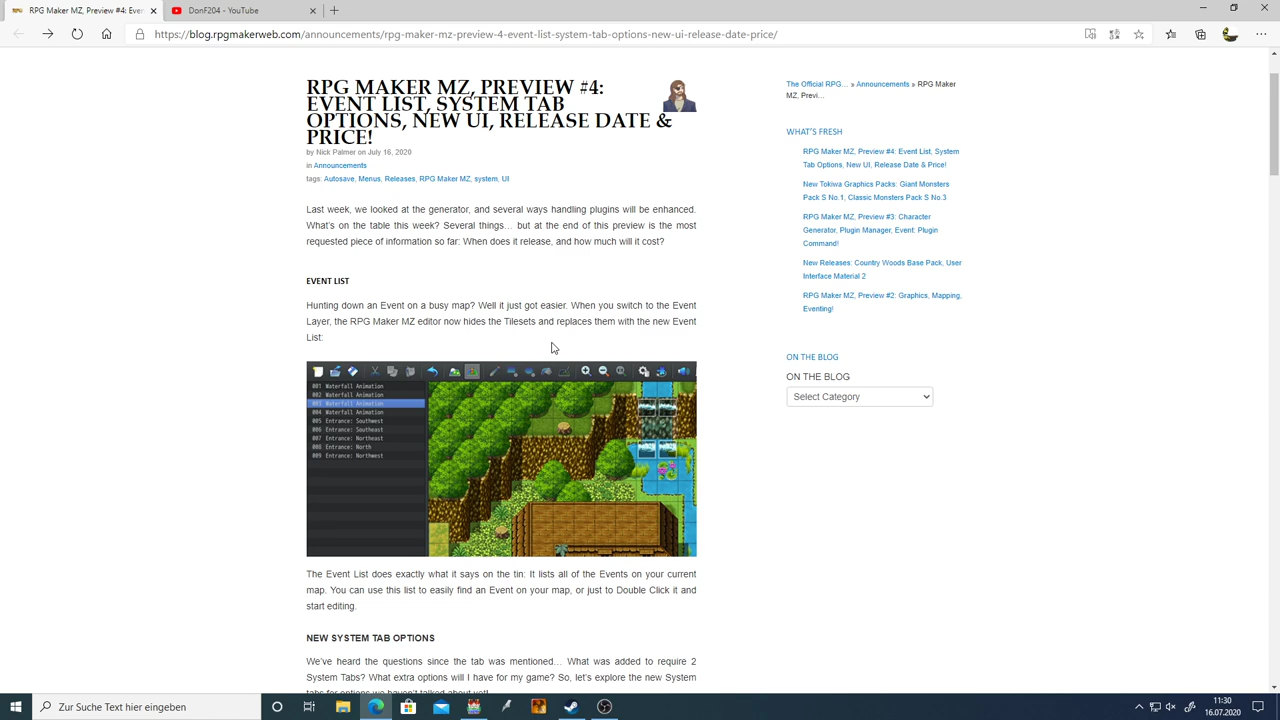 RPG Maker MZ, Preview #4: Ever
DonF204 - YouTube
https://blog.rpgmakerweb.com/announcements/rpg-maker-mz-preview-4-event-list-system-tab-options-new-ui-release-date-price/
RPG MAKER MZ, PREVIEW #4:
EVENT LIST, SYSTEM TAB
OPTIONS, NEW UI, RELEASE DATE &
PRICE!
by Nick Palmer on July 16, 2020
in Announcements
tags: Autosave, Menus, Releases, RPG Maker MZ, system, UI
Last week, we looked at the generator, and several ways handling plugins will be enhanced.
What's on the table this week? Several things… but at the end of this preview is the most
requested piece of information so far: When does it release, and how much will it cost?
EVENT LIST
Hunting down an Event on a busy map? Well it just got easier. When you switch to the Event
Layer, the RPG Maker MZ editor now hides the Tilesets and replaces them with the new Event
List:
001 Waterfall Animation
002 Waterfall Animation
003 Waterfall Animation
004 Waterfall Animation
005 Entrance: Southwest
006 Entrance: Southeast
007 Entrance: Northeast
008 Entrance: North
009 Entrance: Northwest
The Event List does exactly what it says on the tin: It lists all of the Events on your current
map. You can use this list to easily find an Event on your map, or just to Double Click it and
start editing.
NEW SYSTEM TAB OPTIONS
We've heard the questions since the tab was mentioned… What was added to require 2
System Tabs? What extra options will I have for my game? So, let's explore the new System
tabs for options we haven't talked about yet!
The Official RPG... » Announcements » RPG Maker
MZ, Previ...
WHAT'S FRESH
RPG Maker MZ, Preview #4: Event List, System
Tab Options, New UI, Release Date & Price!
New Tokiwa Graphics Packs: Giant Monsters
Pack S No.1, Classic Monsters Pack S No.3
RPG Maker MZ, Preview #3: Character
Generator, Plugin Manager, Event: Plugin
Command!
New Releases: Country Woods Base Pack, User
Interface Material 2
RPG Maker MZ, Preview #2: Graphics, Mapping,
Eventing!
ON THE BLOG
ON THE BLOG
Select Category
Zur Suche Text hier eingeben
11:30
16.07.2020